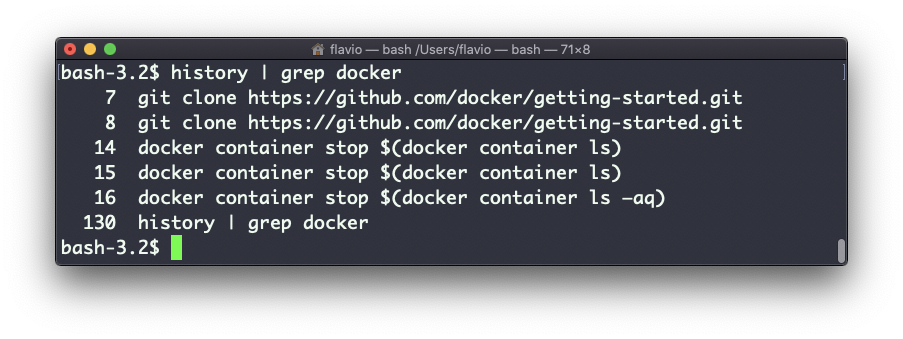 flavio — bash /Users/flavio — bash — 71×8
bash-3.2$ history | grep docker
7 git clone https://github.com/docker/getting-started.git
8 git clone https://github.com/docker/getting-started.git
14 docker container stop $(docker container ls)
15 docker container stop $(docker container ls)
16 docker container stop $(docker container ls –aq)
130 history | grep docker
bash-3.2$